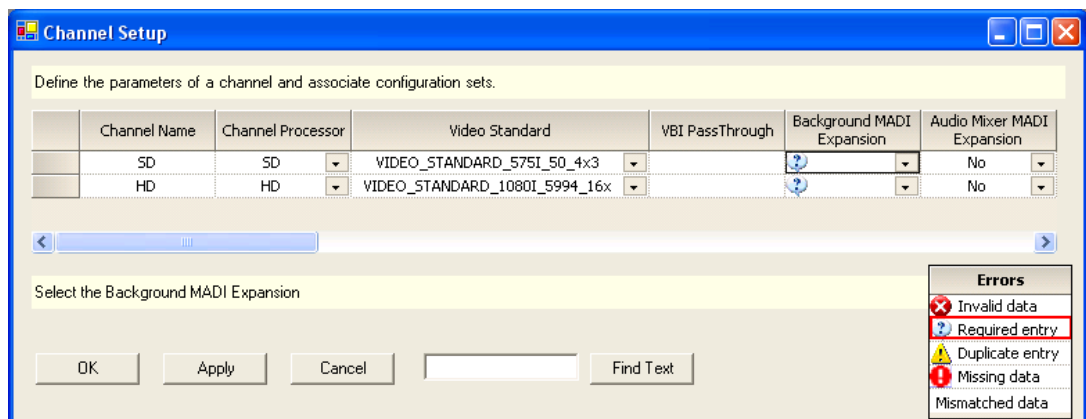 Channel Setup
Define the parameters of a channel and associate configuration sets.
Channel Name Channel Processor Video Standard VBI PassThrough Background MADI Expansion Audio Mixer MADI Expansion
SD SD VIDEO_STANDARD_575I_50_4x3 No
HD HD VIDEO_STANDARD_1080I_5994_16x No
Select the Background MADI Expansion
Errors
Invalid data
Required entry
Duplicate entry
Missing data
Mismatched data
OK Apply Cancel Find Text